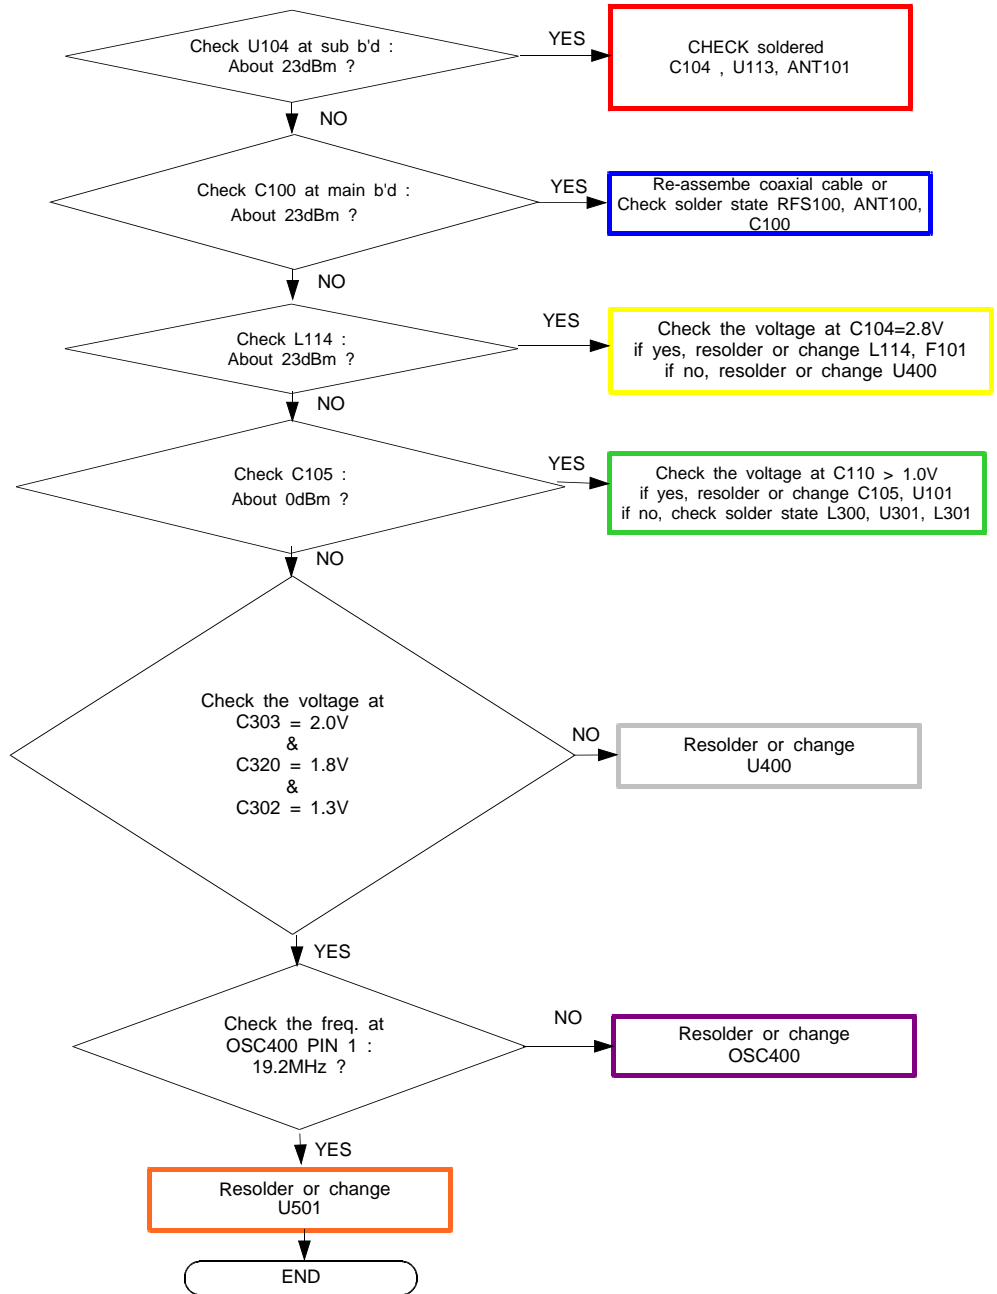 Check U104 at sub b'd :
About 23dBm ?
YES
CHECK soldered
C104 , U113, ANT101
NO
Check C100 at main b'd :
About 23dBm ?
YES
Re-assembe coaxial cable or
Check solder state RFS100, ANT100,
C100
NO
Check L114 :
About 23dBm ?
YES
Check the voltage at C104=2.8V
if yes, resolder or change L114, F101
if no, resolder or change U400
NO
Check C105 :
About 0dBm ?
YES
Check the voltage at C110 > 1.0V
if yes, resolder or change C105, U101
if no, check solder state L300, U301, L301
NO
Check the voltage at
C303 = 2.0V
&
C320 = 1.8V
&
C302 = 1.3V
NO
Resolder or change
U400
YES
Check the freq. at
OSC400 PIN 1 :
19.2MHz ?
NO
Resolder or change
OSC400
YES
Resolder or change
U501
END